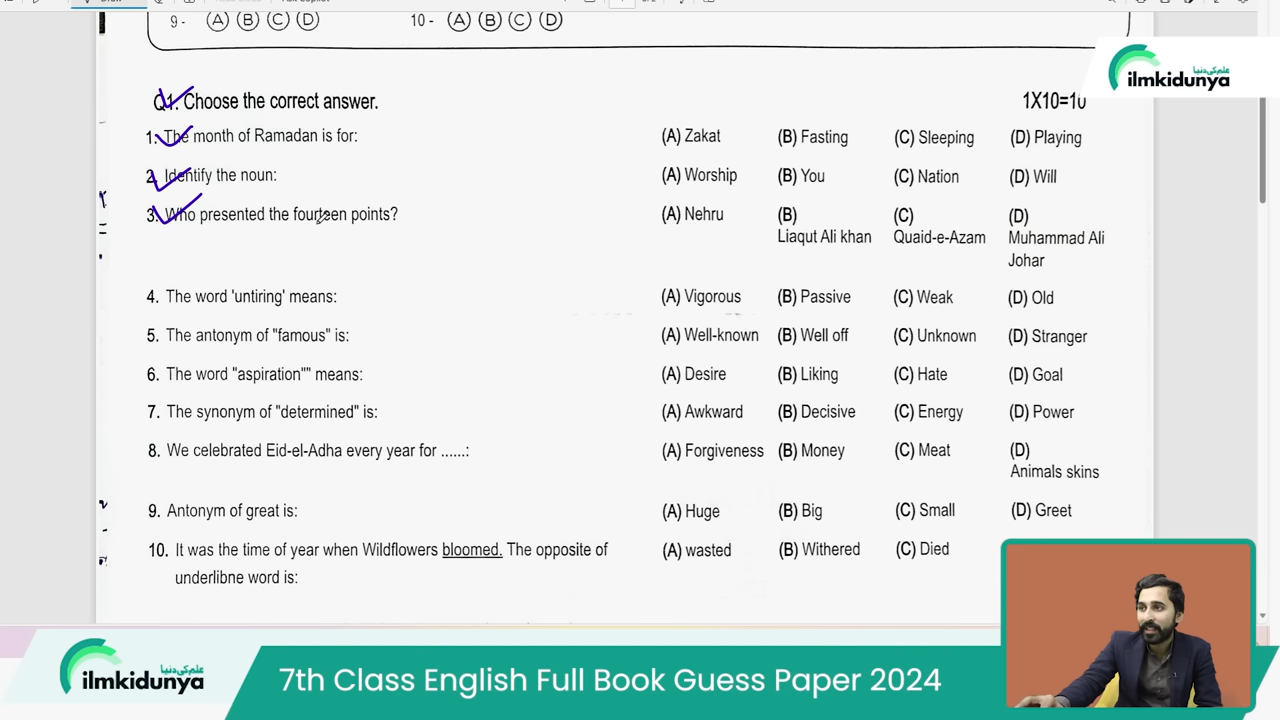 9 - (A) (B) (C) (D) 10 - (A) (B) (C) (D)
علم کی دنیا
ilmkidunya
Q1. Choose the correct answer. 1X10=10
1. The month of Ramadan is for: (A) Zakat (B) Fasting (C) Sleeping (D) Playing
2. Identify the noun: (A) Worship (B) You (C) Nation (D) Will
3. Who presented the fourteen points? (A) Nehru (B) (C) (D)
Liaqut Ali khan Quaid-e-Azam Muhammad Ali
Johar
4. The word 'untiring' means: (A) Vigorous (B) Passive (C) Weak (D) Old
5. The antonym of "famous" is: (A) Well-known (B) Well off (C) Unknown (D) Stranger
6. The word "aspiration"" means: (A) Desire (B) Liking (C) Hate (D) Goal
7. The synonym of "determined" is: (A) Awkward (B) Decisive (C) Energy (D) Power
8. We celebrated Eid-el-Adha every year for ......: (A) Forgiveness (B) Money (C) Meat (D)
Animals skins
9. Antonym of great is: (A) Huge (B) Big (C) Small (D) Greet
10. It was the time of year when Wildflowers bloomed. The opposite of (A) wasted (B) Withered (C) Died
underlibne word is:
علم کی دنیا
ilmkidunya
7th Class English Full Book Guess Paper 2024